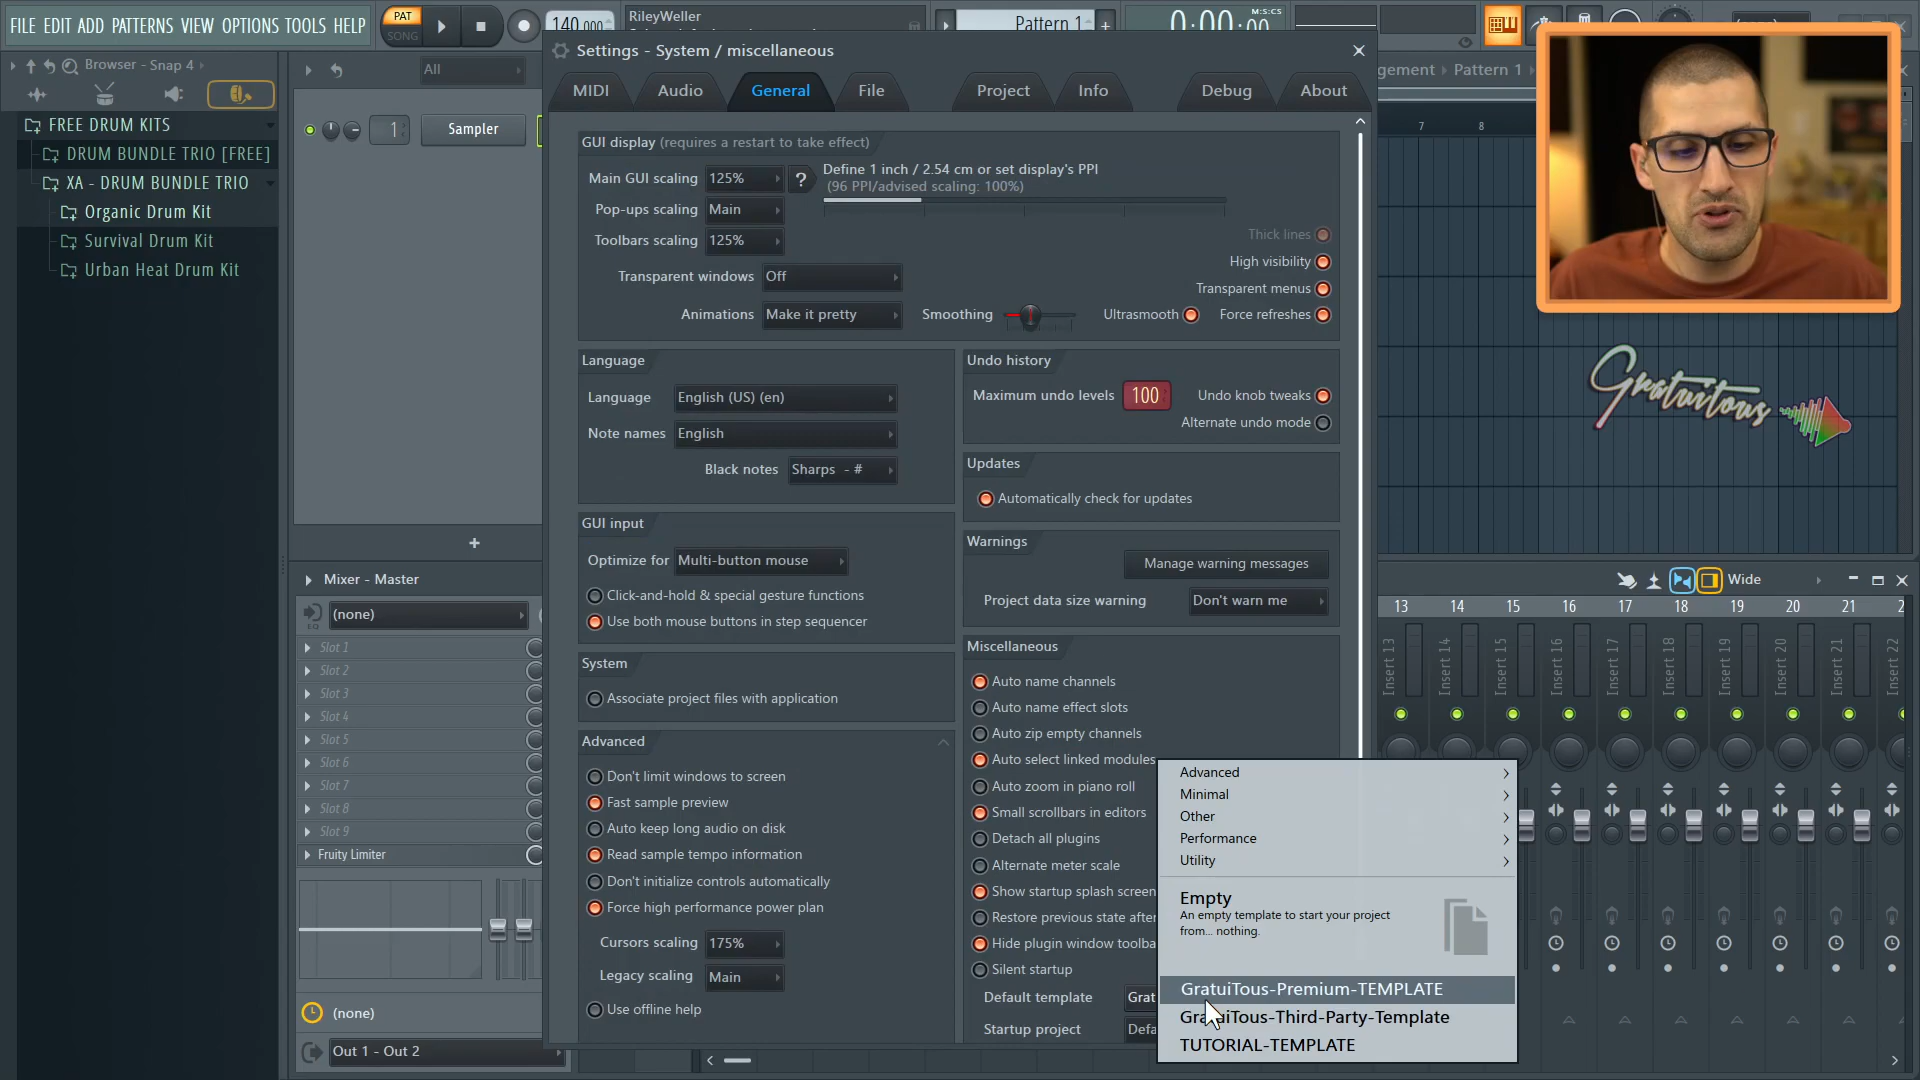 FILE EDIT ADD PATTERNS VIEW OPTIONS TOOLS HELP
PAT
SONG
140.000
RileyWeller
Pattern 1
0:00:00
M:S:CS
Browser - Snap 4
All
Settings - System / miscellaneous
MIDI Audio General File Project Info Debug About
gement Pattern 1
FREE DRUM KITS
DRUM BUNDLE TRIO [FREE]
XA - DRUM BUNDLE TRIO
Organic Drum Kit
Survival Drum Kit
Urban Heat Drum Kit
1
Sampler
7 8
GUI display (requires a restart to take effect)
Main GUI scaling 125% ?
Define 1 inch / 2.54 cm or set display's PPI
(96 PPI/advised scaling: 100%)
Pop-ups scaling Main
Toolbars scaling 125%
Thick lines
High visibility
Transparent windows Off
Transparent menus
Animations Make it pretty Smoothing Ultrasmooth Force refreshes
Language
Language English (US) (en)
Note names English
Black notes Sharps - #
Undo history
Maximum undo levels 100 Undo knob tweaks
Alternate undo mode
Updates
Automatically check for updates
GUI input
Optimize for Multi-button mouse
Click-and-hold & special gesture functions
Use both mouse buttons in step sequencer
Warnings
Manage warning messages
Project data size warning Don't warn me
System
Associate project files with application
Advanced
Don't limit windows to screen
Fast sample preview
Auto keep long audio on disk
Read sample tempo information
Don't initialize controls automatically
Force high performance power plan
Cursors scaling 175%
Legacy scaling Main
Use offline help
Miscellaneous
Auto name channels
Auto name effect slots
Auto zip empty channels
Auto select linked modules
Auto zoom in piano roll
Small scrollbars in editors
Detach all plugins
Alternate meter scale
Show startup splash screen
Restore previous state after
Hide plugin window toolba
Silent startup
Default template Grat
Startup project Defa
Advanced
Minimal
Other
Performance
Utility
Empty
An empty template to start your project
from... nothing.
GratuiTous-Premium-TEMPLATE
GratuiTous-Third-Party-Template
TUTORIAL-TEMPLATE
Gratuitous
Mixer - Master
(none)
EQ
Slot 1
Slot 2
Slot 3
Slot 4
Slot 5
Slot 6
Slot 7
Slot 8
Slot 9
Fruity Limiter
(none)
Out 1 - Out 2
Wide
13 14 15 16 17 18 19 20 21 2
Insert 13
Insert 14
Insert 15
Insert 16
Insert 17
Insert 18
Insert 19
Insert 20
Insert 21
Insert 22